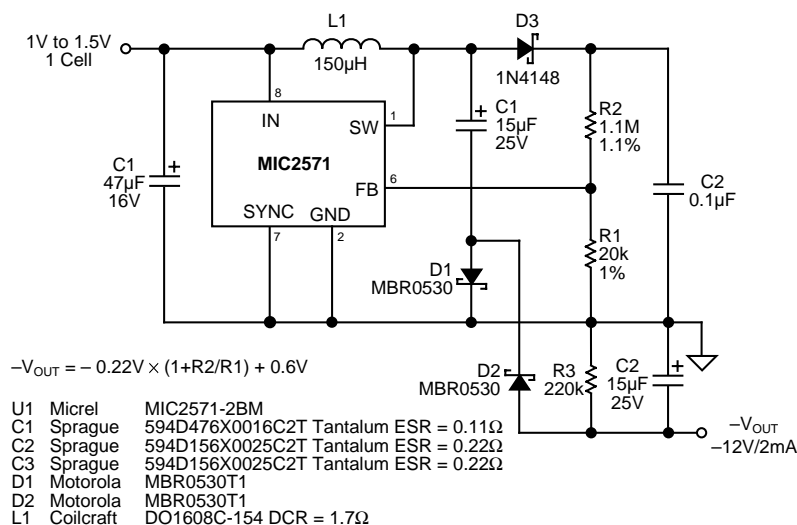 L1
D3
1V to 1.5V
1 Cell
150µH
1N4148
8
1
IN
SW
C1
15µF
25V
R2
1.1M
1.1%
MIC2571
C1
47µF
16V
FB
6
C2
0.1µF
SYNC
GND
7
2
R1
20k
1%
D1
MBR0530
–VOUT = – 0.22V × (1+R2/R1) + 0.6V
D2
MBR0530
R3
220k
C2
15µF
25V
–VOUT
–12V/2mA
U1 Micrel MIC2571-2BM
C1 Sprague 594D476X0016C2T Tantalum ESR = 0.11Ω
C2 Sprague 594D156X0025C2T Tantalum ESR = 0.22Ω
C3 Sprague 594D156X0025C2T Tantalum ESR = 0.22Ω
D1 Motorola MBR0530T1
D2 Motorola MBR0530T1
L1 Coilcraft DO1608C-154 DCR = 1.7Ω